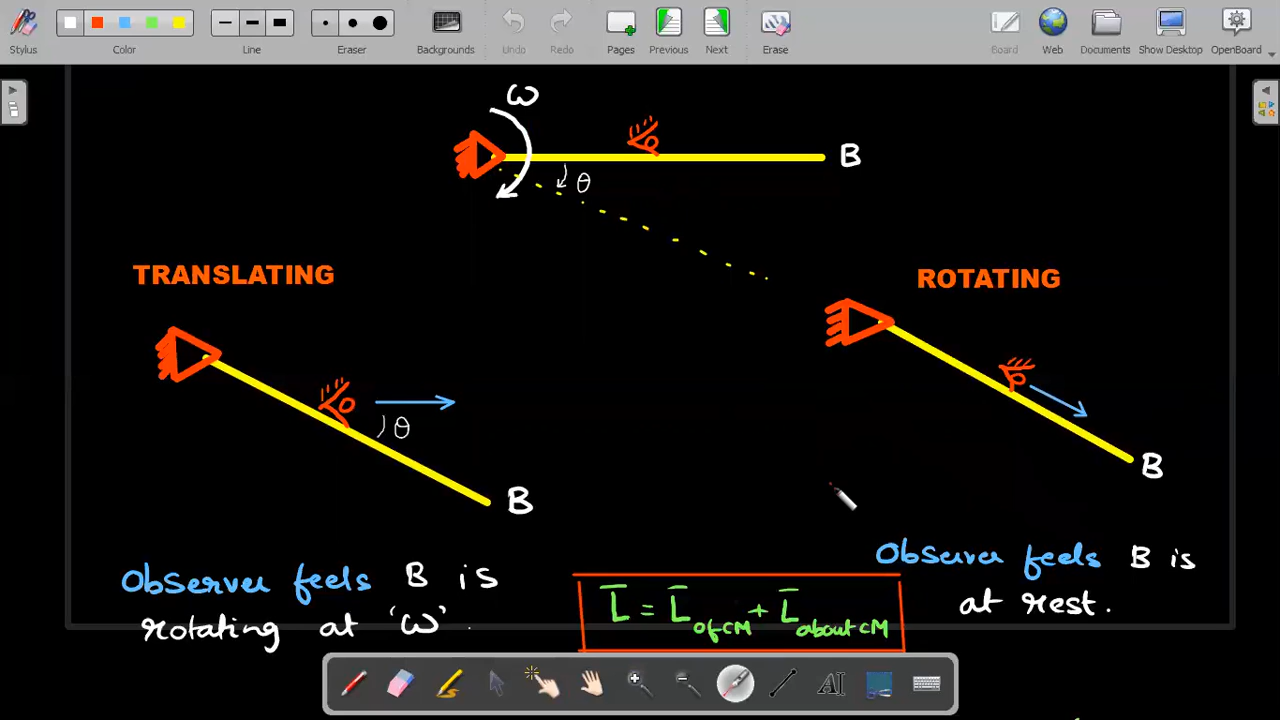 Stylus
Color
Line
Eraser
Backgrounds
Undo
Redo
Pages
Previous
Next
Erase
Board
Web
Documents
Show Desktop
OpenBoard
ω
B
θ
TRANSLATING
ROTATING
θ
B
B
Observer feels B is
rotating at 'ω'.
L̅ = L̅ of CM + L̅ about CM
Observer feels B is
at rest.
AI